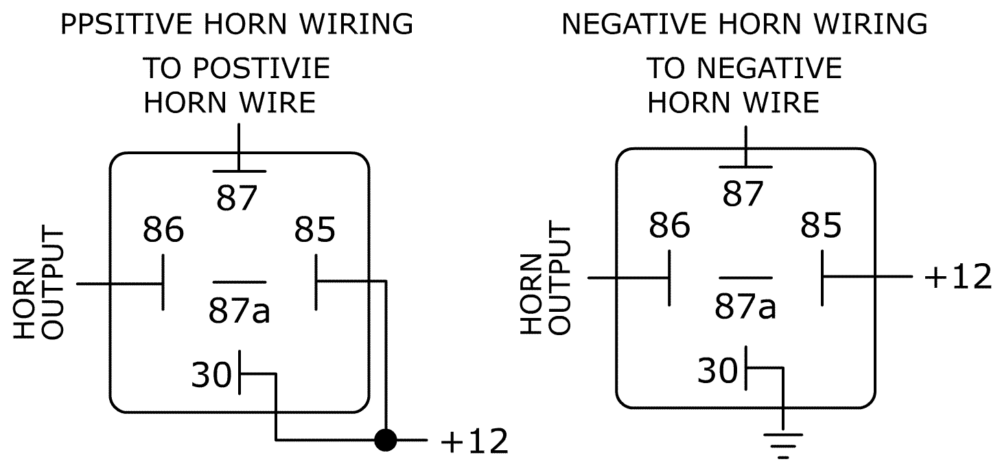 PPSITIVE HORN WIRING
TO POSTIVIE
HORN WIRE
87
86
85
HORN
OUTPUT
87a
30
+12
NEGATIVE HORN WIRING
TO NEGATIVE
HORN WIRE
87
86
85
HORN
OUTPUT
+12
87a
30